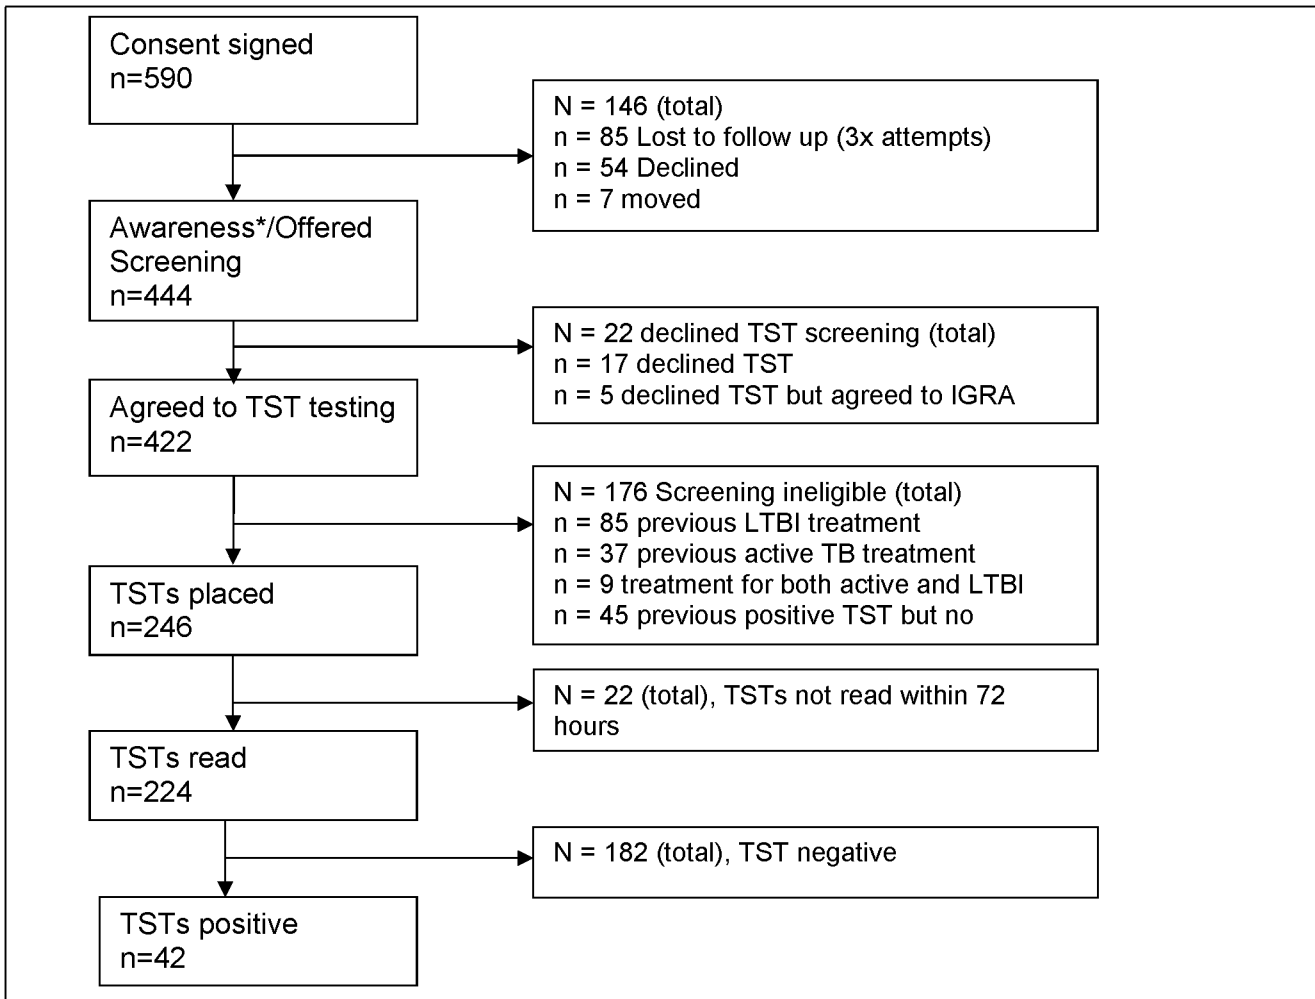 Consent signed
n=590
N = 146 (total)
n = 85 Lost to follow up (3x attempts)
n = 54 Declined
n = 7 moved
Awareness*/Offered
Screening
n=444
N = 22 declined TST screening (total)
n = 17 declined TST
n = 5 declined TST but agreed to IGRA
Agreed to TST testing
n=422
N = 176 Screening ineligible (total)
n = 85 previous LTBI treatment
n = 37 previous active TB treatment
n = 9 treatment for both active and LTBI
n = 45 previous positive TST but no
TSTs placed
n=246
N = 22 (total), TSTs not read within 72
hours
TSTs read
n=224
N = 182 (total), TST negative
TSTs positive
n=42